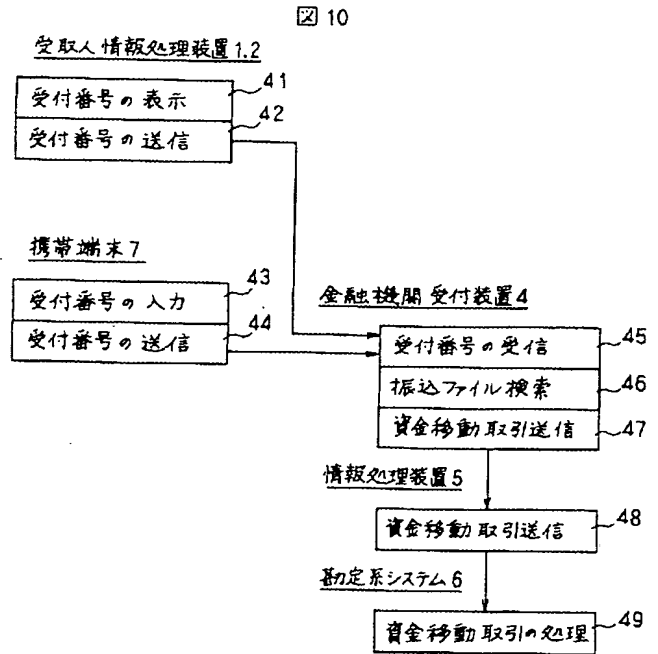 図10
受取人情報処理装置1.2
受付番号の表示
41
受付番号の送信
42
携帯端末7
受付番号の入力
43
受付番号の送信
44
金融機関受付装置4
受付番号の受信
45
振込ファイル検索
46
資金移動取引送信
47
情報処理装置5
資金移動取引送信
48
勘定系システム6
資金移動取引の処理
49